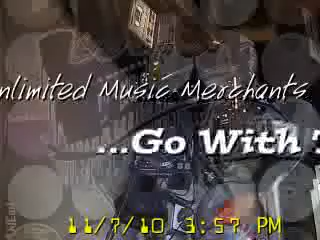 nlimited Music Merchants
...Go With T
11/7/10 3:57 PM